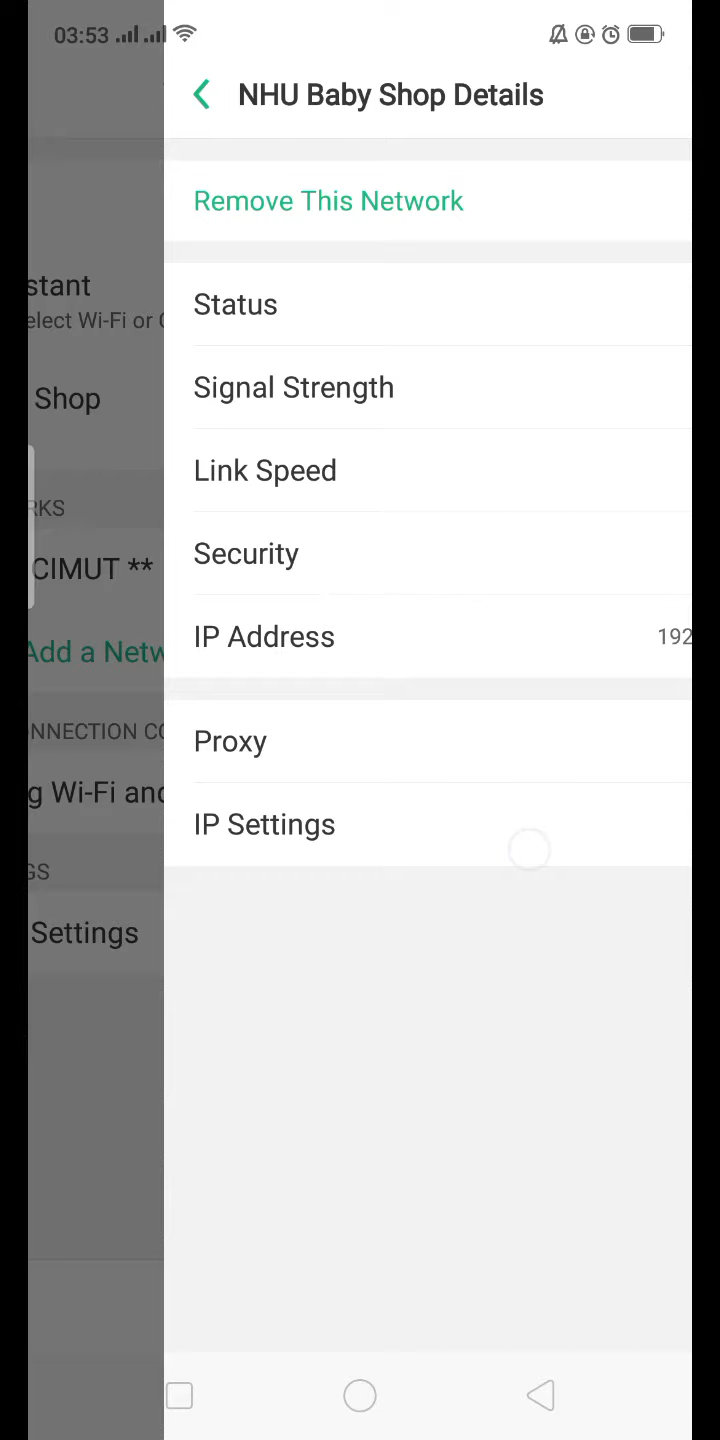 03:53
NHU Baby Shop Details
Remove This Network
stant
elect Wi-Fi or
Shop
Status
Signal Strength
Link Speed
RKS
Security
CIMUT **
IP Address 192
Add a Netw
NNECTION CO
Proxy
g Wi-Fi and
IP Settings
GS
Settings